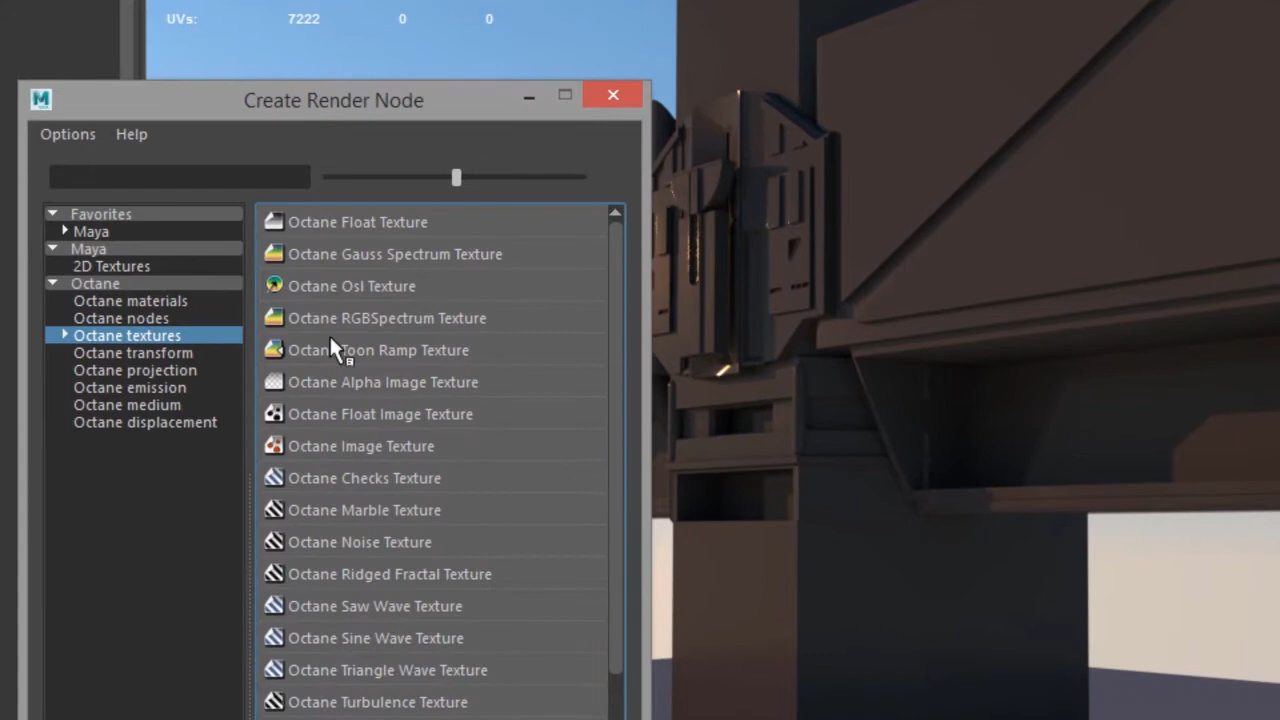 UVs: 7222 0 0
Create Render Node
Options Help
Favorites
Maya
Maya
2D Textures
Octane
Octane materials
Octane nodes
Octane textures
Octane transform
Octane projection
Octane emission
Octane medium
Octane displacement
Octane Float Texture
Octane Gauss Spectrum Texture
Octane Osl Texture
Octane RGBSpectrum Texture
Octane Toon Ramp Texture
Octane Alpha Image Texture
Octane Float Image Texture
Octane Image Texture
Octane Checks Texture
Octane Marble Texture
Octane Noise Texture
Octane Ridged Fractal Texture
Octane Saw Wave Texture
Octane Sine Wave Texture
Octane Triangle Wave Texture
Octane Turbulence Texture